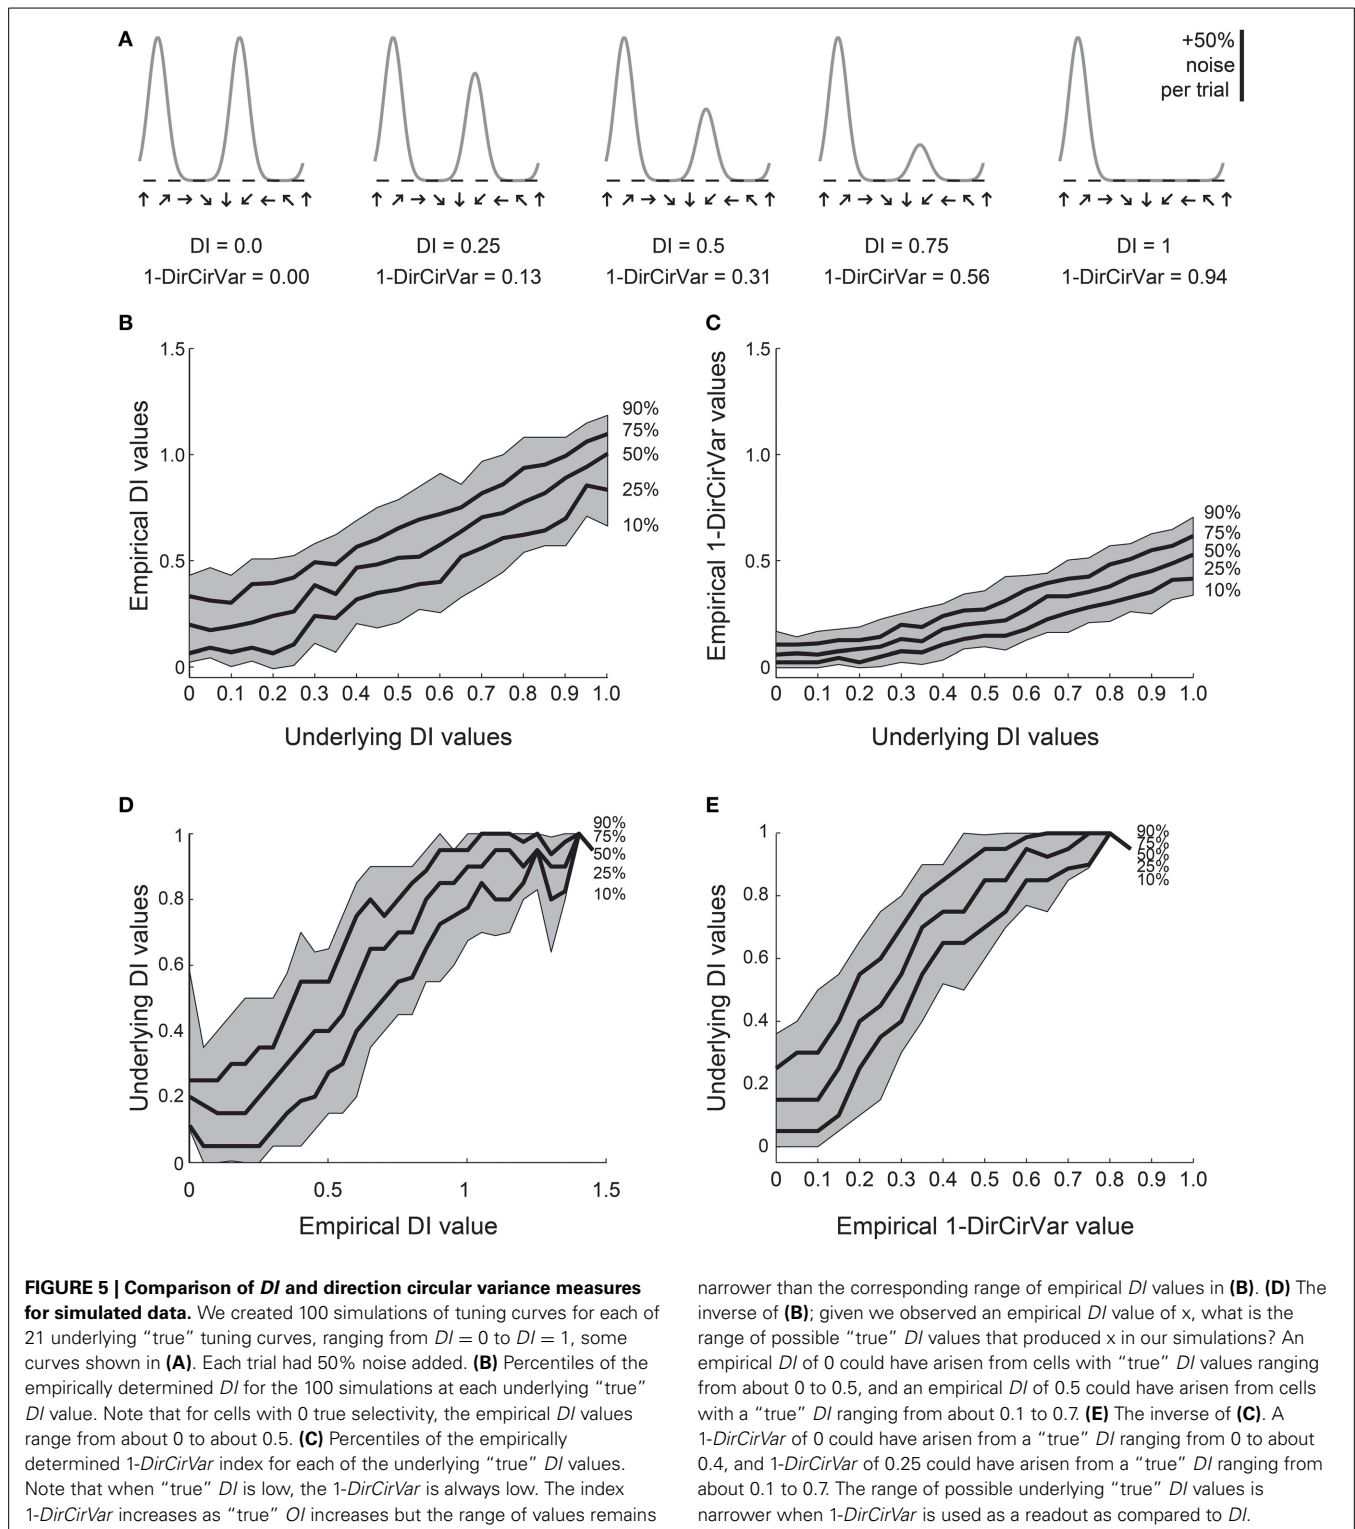 A
+50%
noise
per trial
↑ ↗ → ↘ ↓ ↙ ← ↖ ↑
↑ ↗ → ↘ ↓ ↙ ← ↖ ↑
↑ ↗ → ↘ ↓ ↙ ← ↖ ↑
↑ ↗ → ↘ ↓ ↙ ← ↖ ↑
↑ ↗ → ↘ ↓ ↙ ← ↖ ↑
DI = 0.0
1-DirCirVar = 0.00
DI = 0.25
1-DirCirVar = 0.13
DI = 0.5
1-DirCirVar = 0.31
DI = 0.75
1-DirCirVar = 0.56
DI = 1
1-DirCirVar = 0.94
B
Empirical DI values
1.5
1.0
0.5
0
90%
75%
50%
25%
10%
0 0.1 0.2 0.3 0.4 0.5 0.6 0.7 0.8 0.9 1.0
Underlying DI values
C
Empirical 1-DirCirVar values
1.5
1.0
0.5
0
90%
75%
50%
25%
10%
0 0.1 0.2 0.3 0.4 0.5 0.6 0.7 0.8 0.9 1.0
Underlying DI values
D
Underlying DI values
1
0.8
0.6
0.4
0.2
0
90%
75%
50%
25%
10%
0 0.5 1 1.5
Empirical DI value
E
Underlying DI values
1
0.8
0.6
0.4
0.2
0
90%
75%
50%
25%
10%
0 0.1 0.2 0.3 0.4 0.5 0.6 0.7 0.8 0.9 1.0
Empirical 1-DirCirVar value
FIGURE 5 | Comparison of DI and direction circular variance measures
for simulated data. We created 100 simulations of tuning curves for each of
21 underlying “true” tuning curves, ranging from DI = 0 to DI = 1, some
curves shown in (A). Each trial had 50% noise added. (B) Percentiles of the
empirically determined DI for the 100 simulations at each underlying “true”
DI value. Note that for cells with 0 true selectivity, the empirical DI values
range from about 0 to about 0.5. (C) Percentiles of the empirically
determined 1-DirCirVar index for each of the underlying “true” DI values.
Note that when “true” DI is low, the 1-DirCirVar is always low. The index
1-DirCirVar increases as “true” OI increases but the range of values remains
narrower than the corresponding range of empirical DI values in (B). (D) The
inverse of (B); given we observed an empirical DI value of x, what is the
range of possible “true” DI values that produced x in our simulations? An
empirical DI of 0 could have arisen from cells with “true” DI values ranging
from about 0 to 0.5, and an empirical DI of 0.5 could have arisen from cells
with a “true” DI ranging from about 0.1 to 0.7. (E) The inverse of (C). A
1-DirCirVar of 0 could have arisen from a “true” DI ranging from 0 to about
0.4, and 1-DirCirVar of 0.25 could have arisen from a “true” DI ranging from
about 0.1 to 0.7. The range of possible underlying “true” DI values is
narrower when 1-DirCirVar is used as a readout as compared to DI.